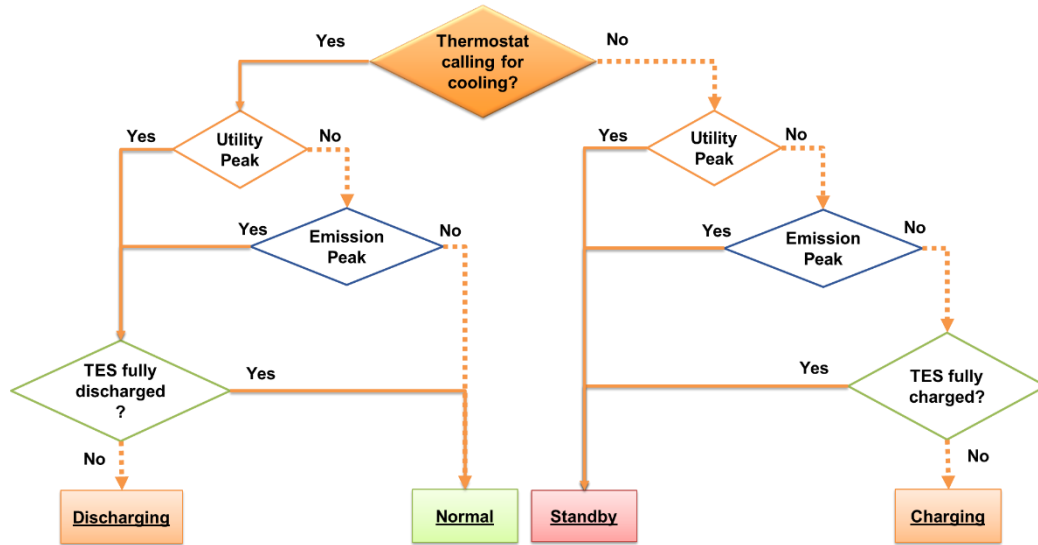 Yes
Thermostat
calling for
cooling?
No
Yes
Utility
Peak
No
Yes
Utility
Peak
No
Yes
Emission
Peak
No
Yes
Emission
Peak
No
TES fully
discharged
?
Yes
Yes
TES fully
charged?
No
No
Discharging
Normal
Standby
Charging